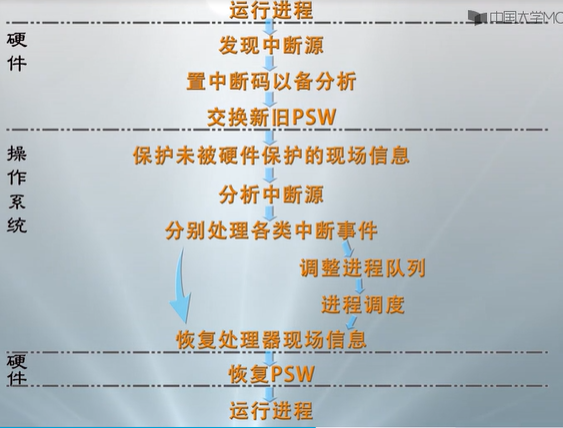 运行进程
中国大学MO
硬件
发现中断源
置中断码以备分析
交换新旧PSW
操作系统
保护未被硬件保护的现场信息
分析中断源
分别处理各类中断事件
调整进程队列
进程调度
恢复处理器现场信息
硬件
恢复PSW
运行进程